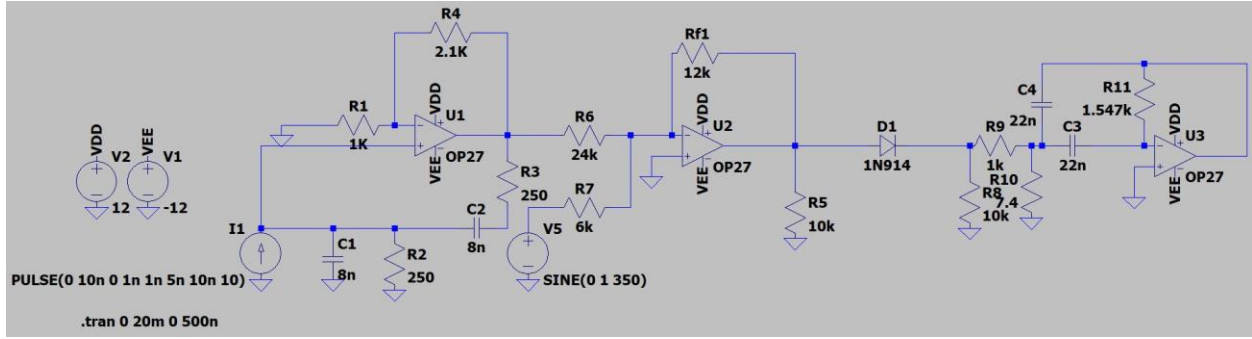 R4
2.1K
R1
1K
VDD
U1
VEE
OP27
R3
250
C2
8n
I1
C1
8n
R2
250
VDD
V2
12
VEE
V1
-12
PULSE(0 10n 0 1n 1n 5n 10n 10)
.tran 0 20m 0 500n
R6
24k
R7
6k
V5
SINE(0 1 350)
Rf1
12k
VDD
U2
VEE
OP27
R5
10k
D1
1N914
R9
1k
R8
10k
R10
7.4
C4
22n
C3
22n
R11
1.547k
VDD
U3
VEE
OP27